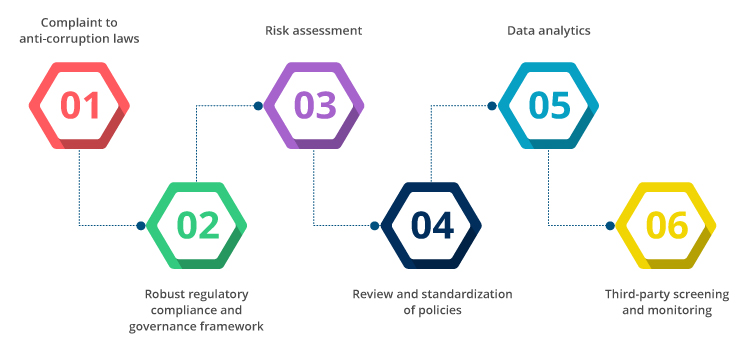 Complaint to
anti-corruption laws
01
02
Robust regulatory
compliance and
governance framework
Risk assessment
03
04
Review and standardization
of policies
Data analytics
05
06
Third-party screening
and monitoring